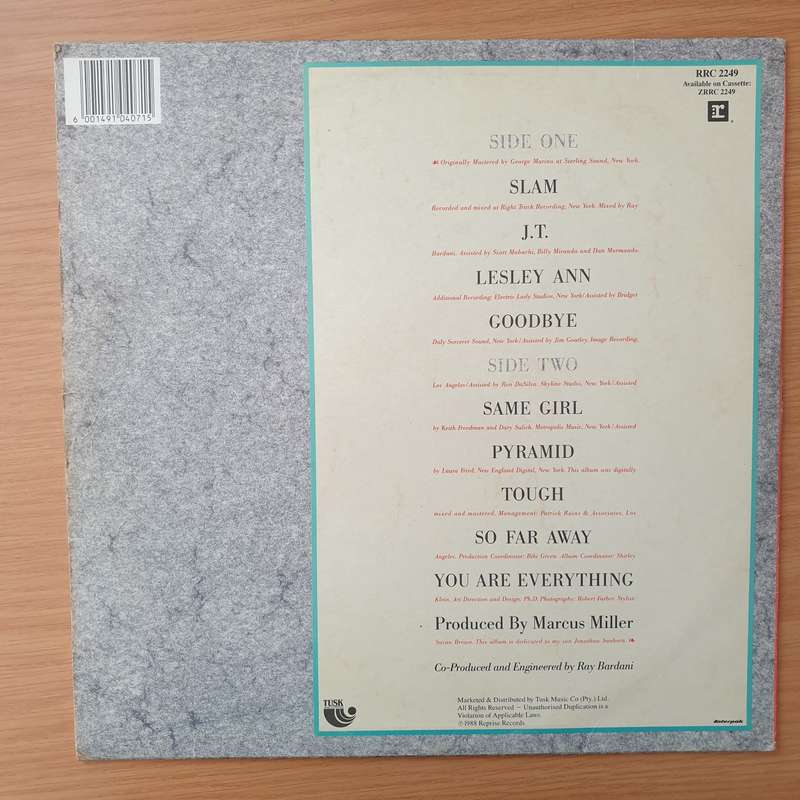 6 001491 040715
RRC 2249
Available on Cassette:
ZRRC 2249
r
SIDE ONE
Originally Mastered by George Marino at Sterling Sound, New York.
SLAM
Recorded and mixed at Right Track Recording, New York. Mixed by Ray
J.T.
Bardani. Assisted by Scott Mabuchi, Billy Miranda and Dan
LESLEY ANN
Additional Recording: Electric Lady Studios, New York/Assisted by Bridget
GOODBYE
Daly Sorcerer Sound, New York/Assisted by Jim Goatley, Image Recording,
SIDE TWO
Los Angeles/Assisted by Ron DaSilva. Skyline Studio, New York/Assisted
SAME GIRL
by Keith Freedman and Dary Sulich. Metropolis Music, New York/Assisted
PYRAMID
by Laura Fried. New England Digital, New York. This album was digitally
TOUGH
mixed and mastered. Management: Patrick Rains & Associates, Los
SO FAR AWAY
Angeles. Production Coordinator: Bibi Green. Album Coordinator: Shirley
YOU ARE EVERYTHING
Klein. Art Direction and Design, Ph.D. Photography: Robert Stylist
Produced By Marcus Miller
Susan Brown. This album is dedicated to my son Jonathan Sanborn.
Co-Produced and Engineered by Ray Bardani
TUSK
Marketed & Distributed by Tusk Music Co (Pty.) Ltd.
All Rights Reserved – Unauthorised Duplication is a
Violation of Applicable Laws.
℗ 1988 Reprise Records
Interpak